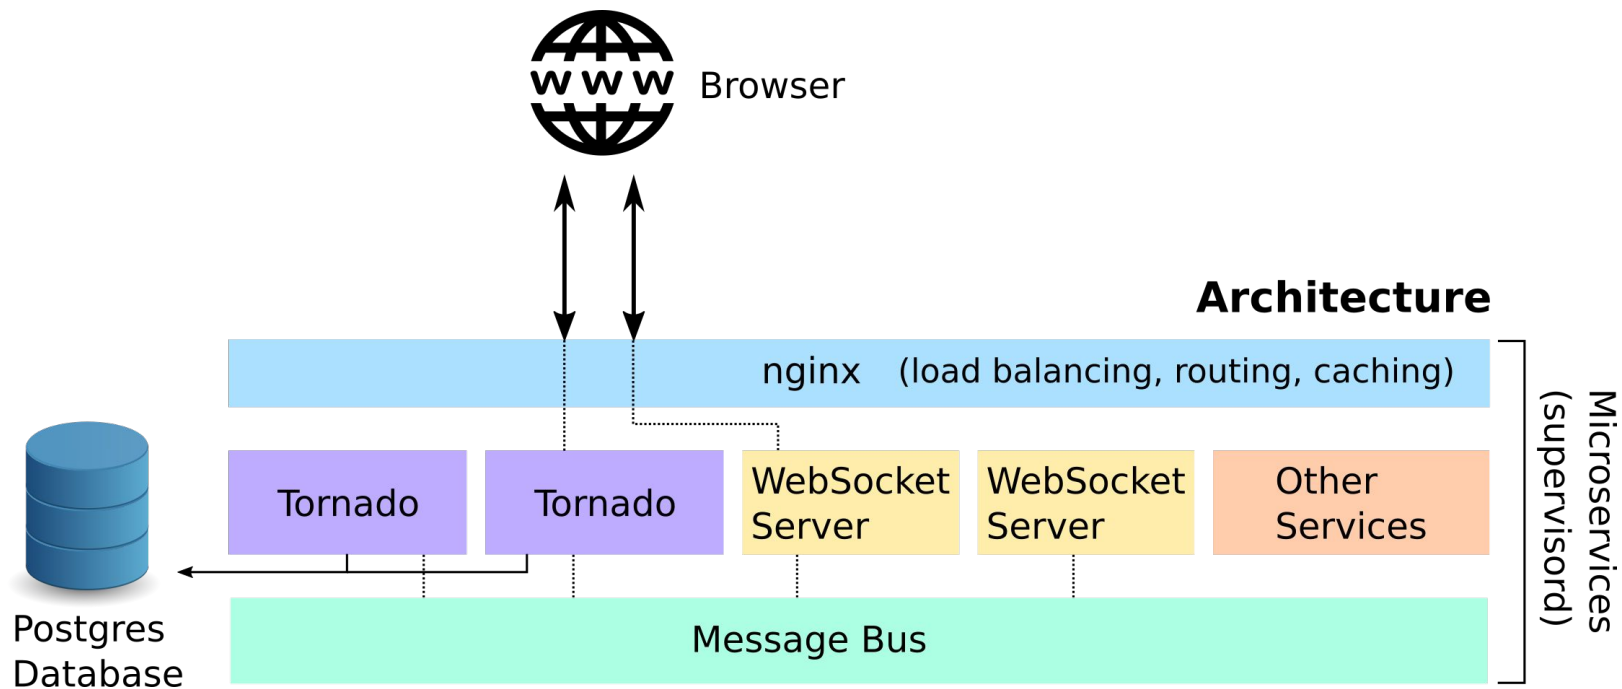 W W W
Browser
Architecture
nginx (load balancing, routing, caching)
Tornado
Tornado
WebSocket
Server
WebSocket
Server
Other
Services
Microservices
(supervisord)
Postgres
Database
Message Bus